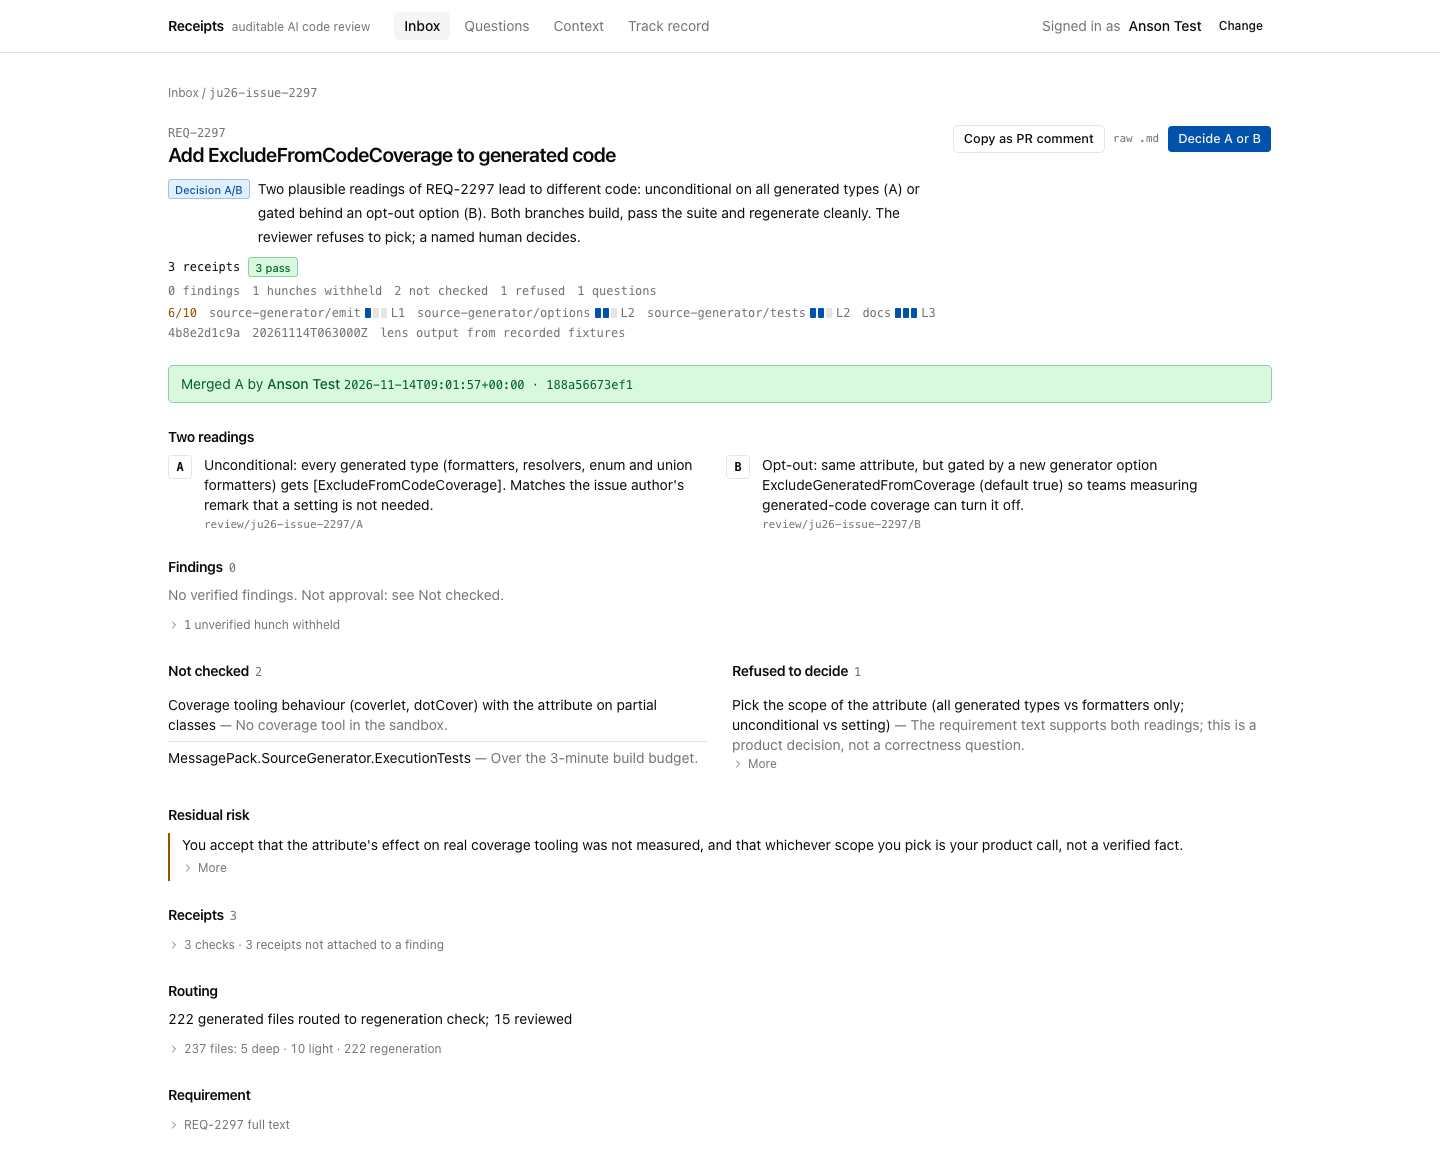 Receipts auditable AI code review Inbox Questions Context Track record Signed in as Anson Test Change
Inbox / ju26-issue-2297
REQ-2297
Add ExcludeFromCodeCoverage to generated code
Copy as PR comment raw .md Decide A or B
Decision A/B Two plausible readings of REQ-2297 lead to different code: unconditional on all generated types (A) or
gated behind an opt-out option (B). Both branches build, pass the suite and regenerate cleanly. The
reviewer refuses to pick; a named human decides.
3 receipts 3 pass
0 findings 1 hunches withheld 2 not checked 1 refused 1 questions
6/10 source-generator/emit L1 source-generator/options L2 source-generator/tests L2 docs L3
4b8e2d1c9a 20261114T063000Z lens output from recorded fixtures
Merged A by Anson Test 2026-11-14T09:01:57+00:00 · 188a56673ef1
Two readings
A Unconditional: every generated type (formatters, resolvers, enum and union
formatters) gets [ExcludeFromCodeCoverage]. Matches the issue author's
remark that a setting is not needed.
review/ju26-issue-2297/A
B Opt-out: same attribute, but gated by a new generator option
ExcludeGeneratedFromCoverage (default true) so teams measuring
generated-code coverage can turn it off.
review/ju26-issue-2297/B
Findings 0
No verified findings. Not approval: see Not checked.
1 unverified hunch withheld
Not checked 2
Coverage tooling behaviour (coverlet, dotCover) with the attribute on partial
classes — No coverage tool in the sandbox.
MessagePack.SourceGenerator.ExecutionTests — Over the 3-minute build budget.
Refused to decide 1
Pick the scope of the attribute (all generated types vs formatters only;
unconditional vs setting) — The requirement text supports both readings; this is a
product decision, not a correctness question.
More
Residual risk
You accept that the attribute's effect on real coverage tooling was not measured, and that whichever scope you pick is your product call, not a verified fact.
More
Receipts 3
3 checks · 3 receipts not attached to a finding
Routing
222 generated files routed to regeneration check; 15 reviewed
237 files: 5 deep · 10 light · 222 regeneration
Requirement
REQ-2297 full text